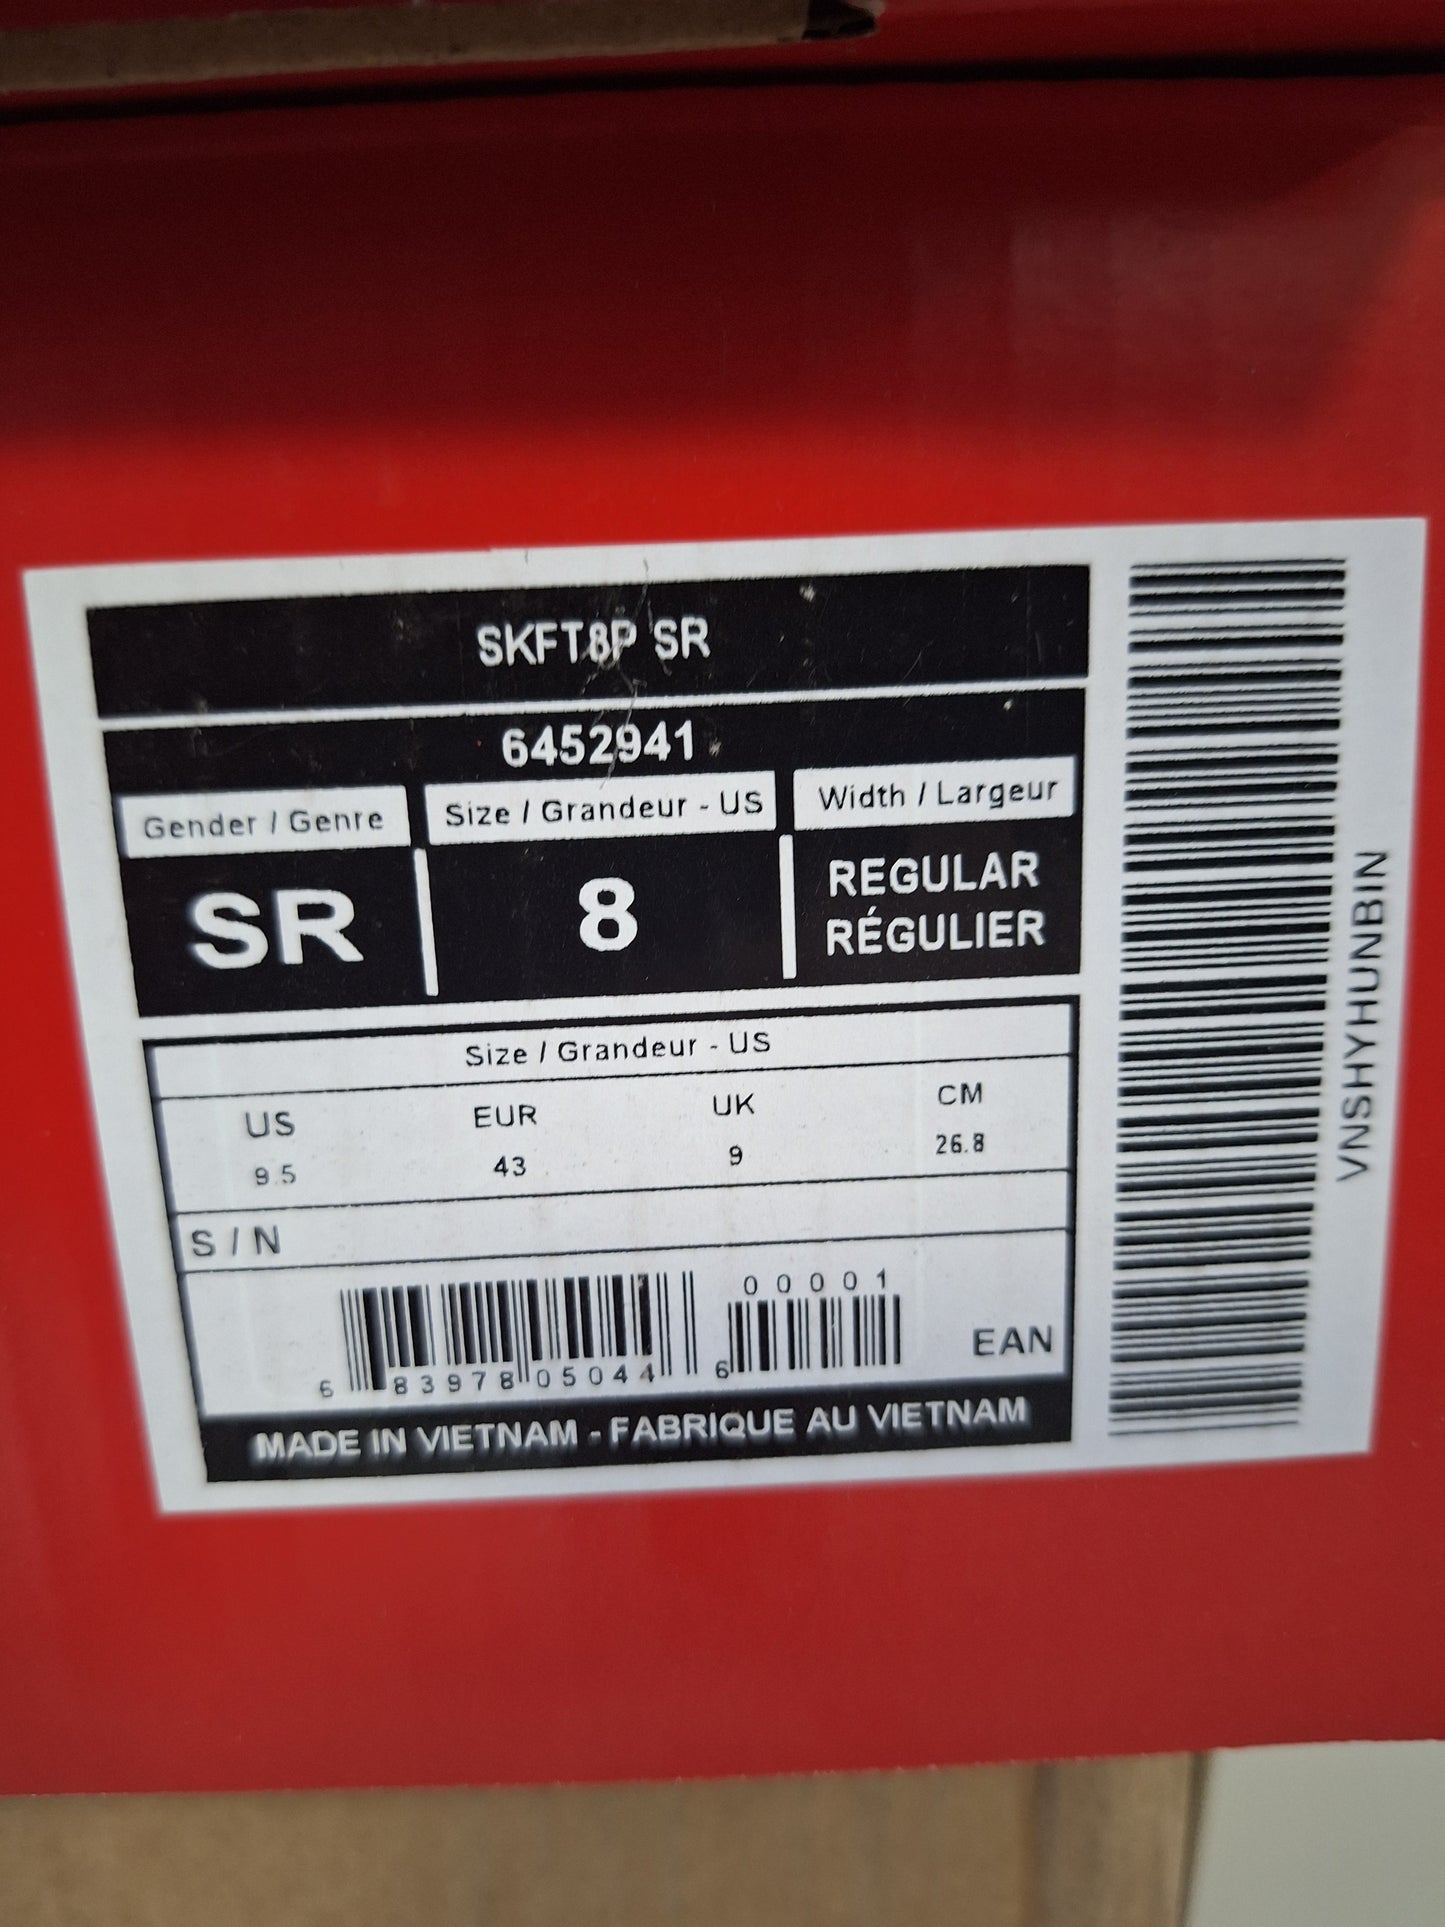 SKFT8P SR
6452941
Gender / Genre
Size / Grandeur - US
Width / Largeur
SR
8
REGULAR
RÉGULIER
Size / Grandeur - US
US EUR UK CM
9.5 43 9 26.8
S / N
00001
6 83978 05044 6
EAN
MADE IN VIETNAM - FABRIQUE AU VIETNAM
VNSHYHUNBIN